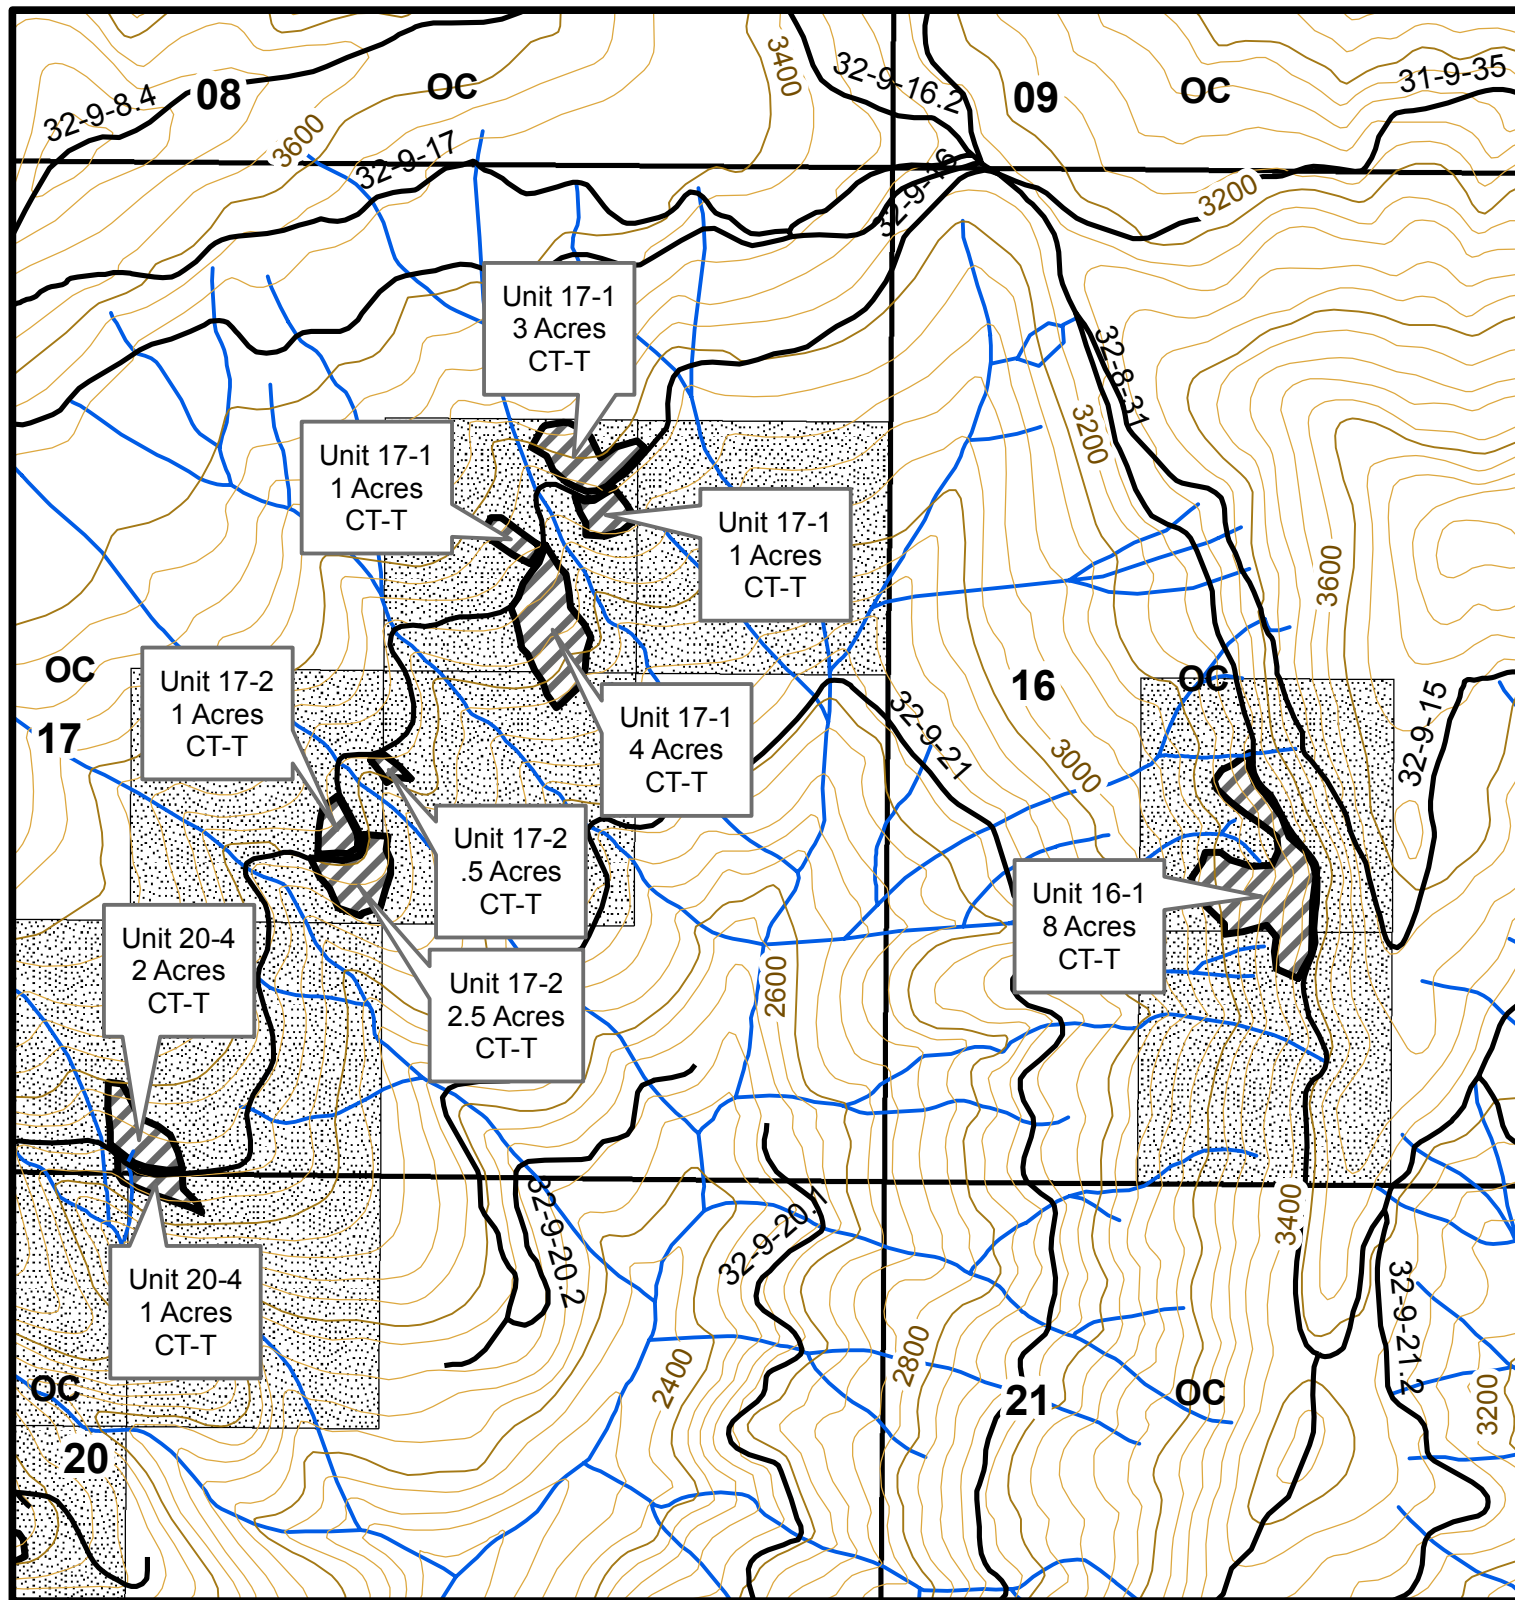 32-9-8.4
08
OC
3400
32-9-16.2
09
OC
31-9-35
3600
32-9-17
32-9-16
3200
Unit 17-1
3 Acres
CT-T
32-8-31
3200
Unit 17-1
1 Acres
CT-T
Unit 17-1
1 Acres
CT-T
3600
OC
17
Unit 17-2
1 Acres
CT-T
Unit 17-1
4 Acres
CT-T
32-9-21
16
OC
3000
32-9-15
Unit 17-2
.5 Acres
CT-T
Unit 16-1
8 Acres
CT-T
Unit 20-4
2 Acres
CT-T
Unit 17-2
2.5 Acres
CT-T
2600
32-9-20.2
32-9-20.1
3400
Unit 20-4
1 Acres
CT-T
32-9-21.2
OC
2400
2800
21
OC
3200
20